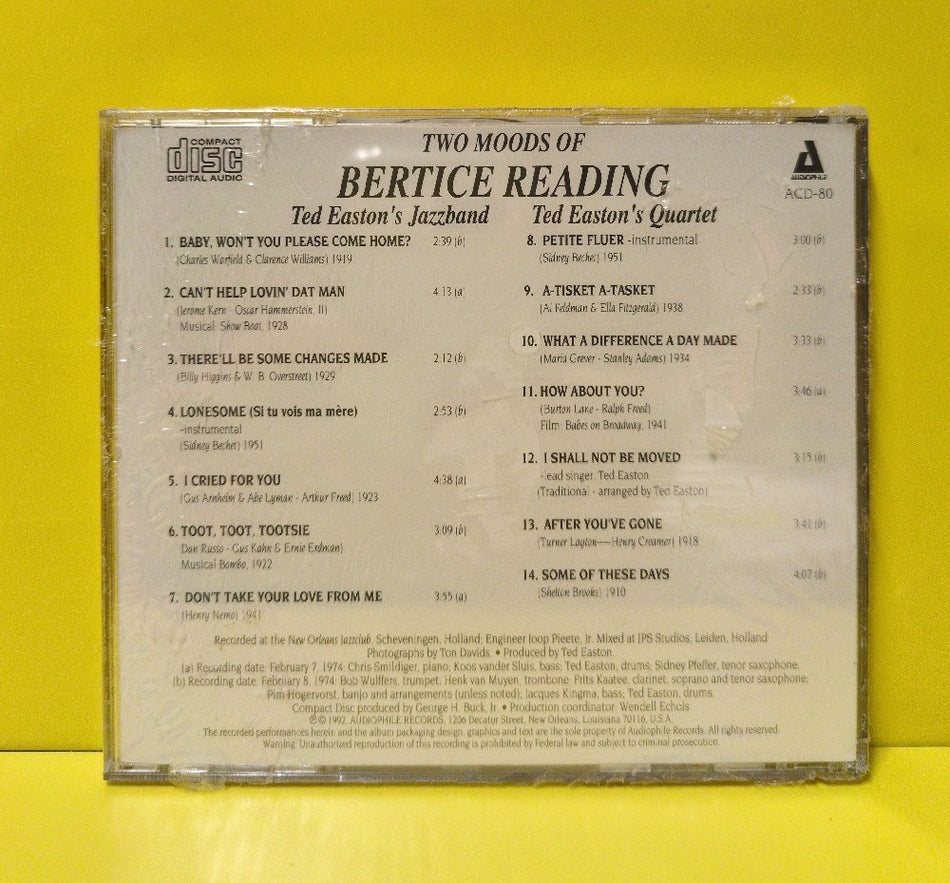 COMPACT
disc
DIGITAL AUDIO
TWO MOODS OF
BERTICE READING
AUDIOPHILE
ACD-80
Ted Easton's Jazzband
1. BABY, WON'T YOU PLEASE COME HOME? 2:39 (b)
(Charles Warfield & Clarence Williams) 1919
2. CAN'T HELP LOVIN' DAT MAN 4:13 (a)
(Jerome Kern - Oscar Hammerstein, II)
Musical: Show Boat, 1928
3. THERE'LL BE SOME CHANGES MADE 2:12 (b)
(Billy Higgins & W. B. Overstreet) 1929
4. LONESOME (Si tu vois ma mère) 2:53 (b)
-instrumental
(Sidney Bechet) 1951
5. I CRIED FOR YOU 4:38 (a)
(Gus Arnheim & Abe Lyman - Arthur Freed) 1923
6. TOOT, TOOT, TOOTSIE 3:09 (b)
Dan Russo - Gus Kahn & Ernie Erdman)
Musical Bombo, 1922
7. DON'T TAKE YOUR LOVE FROM ME 3:55 (a)
(Henry Nemo) 1941
Ted Easton's Quartet
8. PETITE FLUER -instrumental 3:00 (b)
(Sidney Bechet) 1951
9. A-TISKET A-TASKET 2:33 (b)
(Al Feldman & Ella Fitzgerald) 1938
10. WHAT A DIFFERENCE A DAY MADE 3:33 (b)
(Maria Grever - Stanley Adams) 1934
11. HOW ABOUT YOU? 3:46 (a)
(Burton Lane - Ralph Freed)
Film: Babes on Broadway, 1941
12. I SHALL NOT BE MOVED 3:15 (b)
-lead singer, Ted Easton
(Traditional - arranged by Ted Easton)
13. AFTER YOU'VE GONE 3:41 (b)
(Turner Layton—Henry Creamer) 1918
14. SOME OF THESE DAYS 4:07 (b)
(Shelton Brooks) 1910
Recorded at the New Orleans Jazzclub, Scheveningen, Holland; Engineer Joop Pieete, Jr. Mixed at JPS Studios, Leiden, Holland
Photographs by Ton Davids. • Produced by Ted Easton.
(a) Recording date: February 7, 1974: Chris Smildiger, piano; Koos vander Sluis, bass; Ted Easton, drums, Sidney Pfeffer, tenor saxophone.
(b) Recording date: February 8, 1974: Bob Wulffers, trumpet; Henk van Muyen, trombone; Frits Kaatee, clarinet, soprano and tenor saxophone;
Pim Hogervorst, banjo and arrangements (unless noted); Jacques Kingma, bass; Ted Easton, drums.
Compact Disc produced by George H. Buck, Jr. • Production coordinator: Wendell Echols
℗© 1992, AUDIOPHILE RECORDS, 1206 Decatur Street, New Orleans, Louisiana 70116, U.S.A.
The recorded performances herein and the album packaging design, graphics and text are the sole property of Audiophile Records. All rights reserved.
Warning: Unauthorized reproduction of this recording is prohibited by Federal law and subject to criminal prosecution.